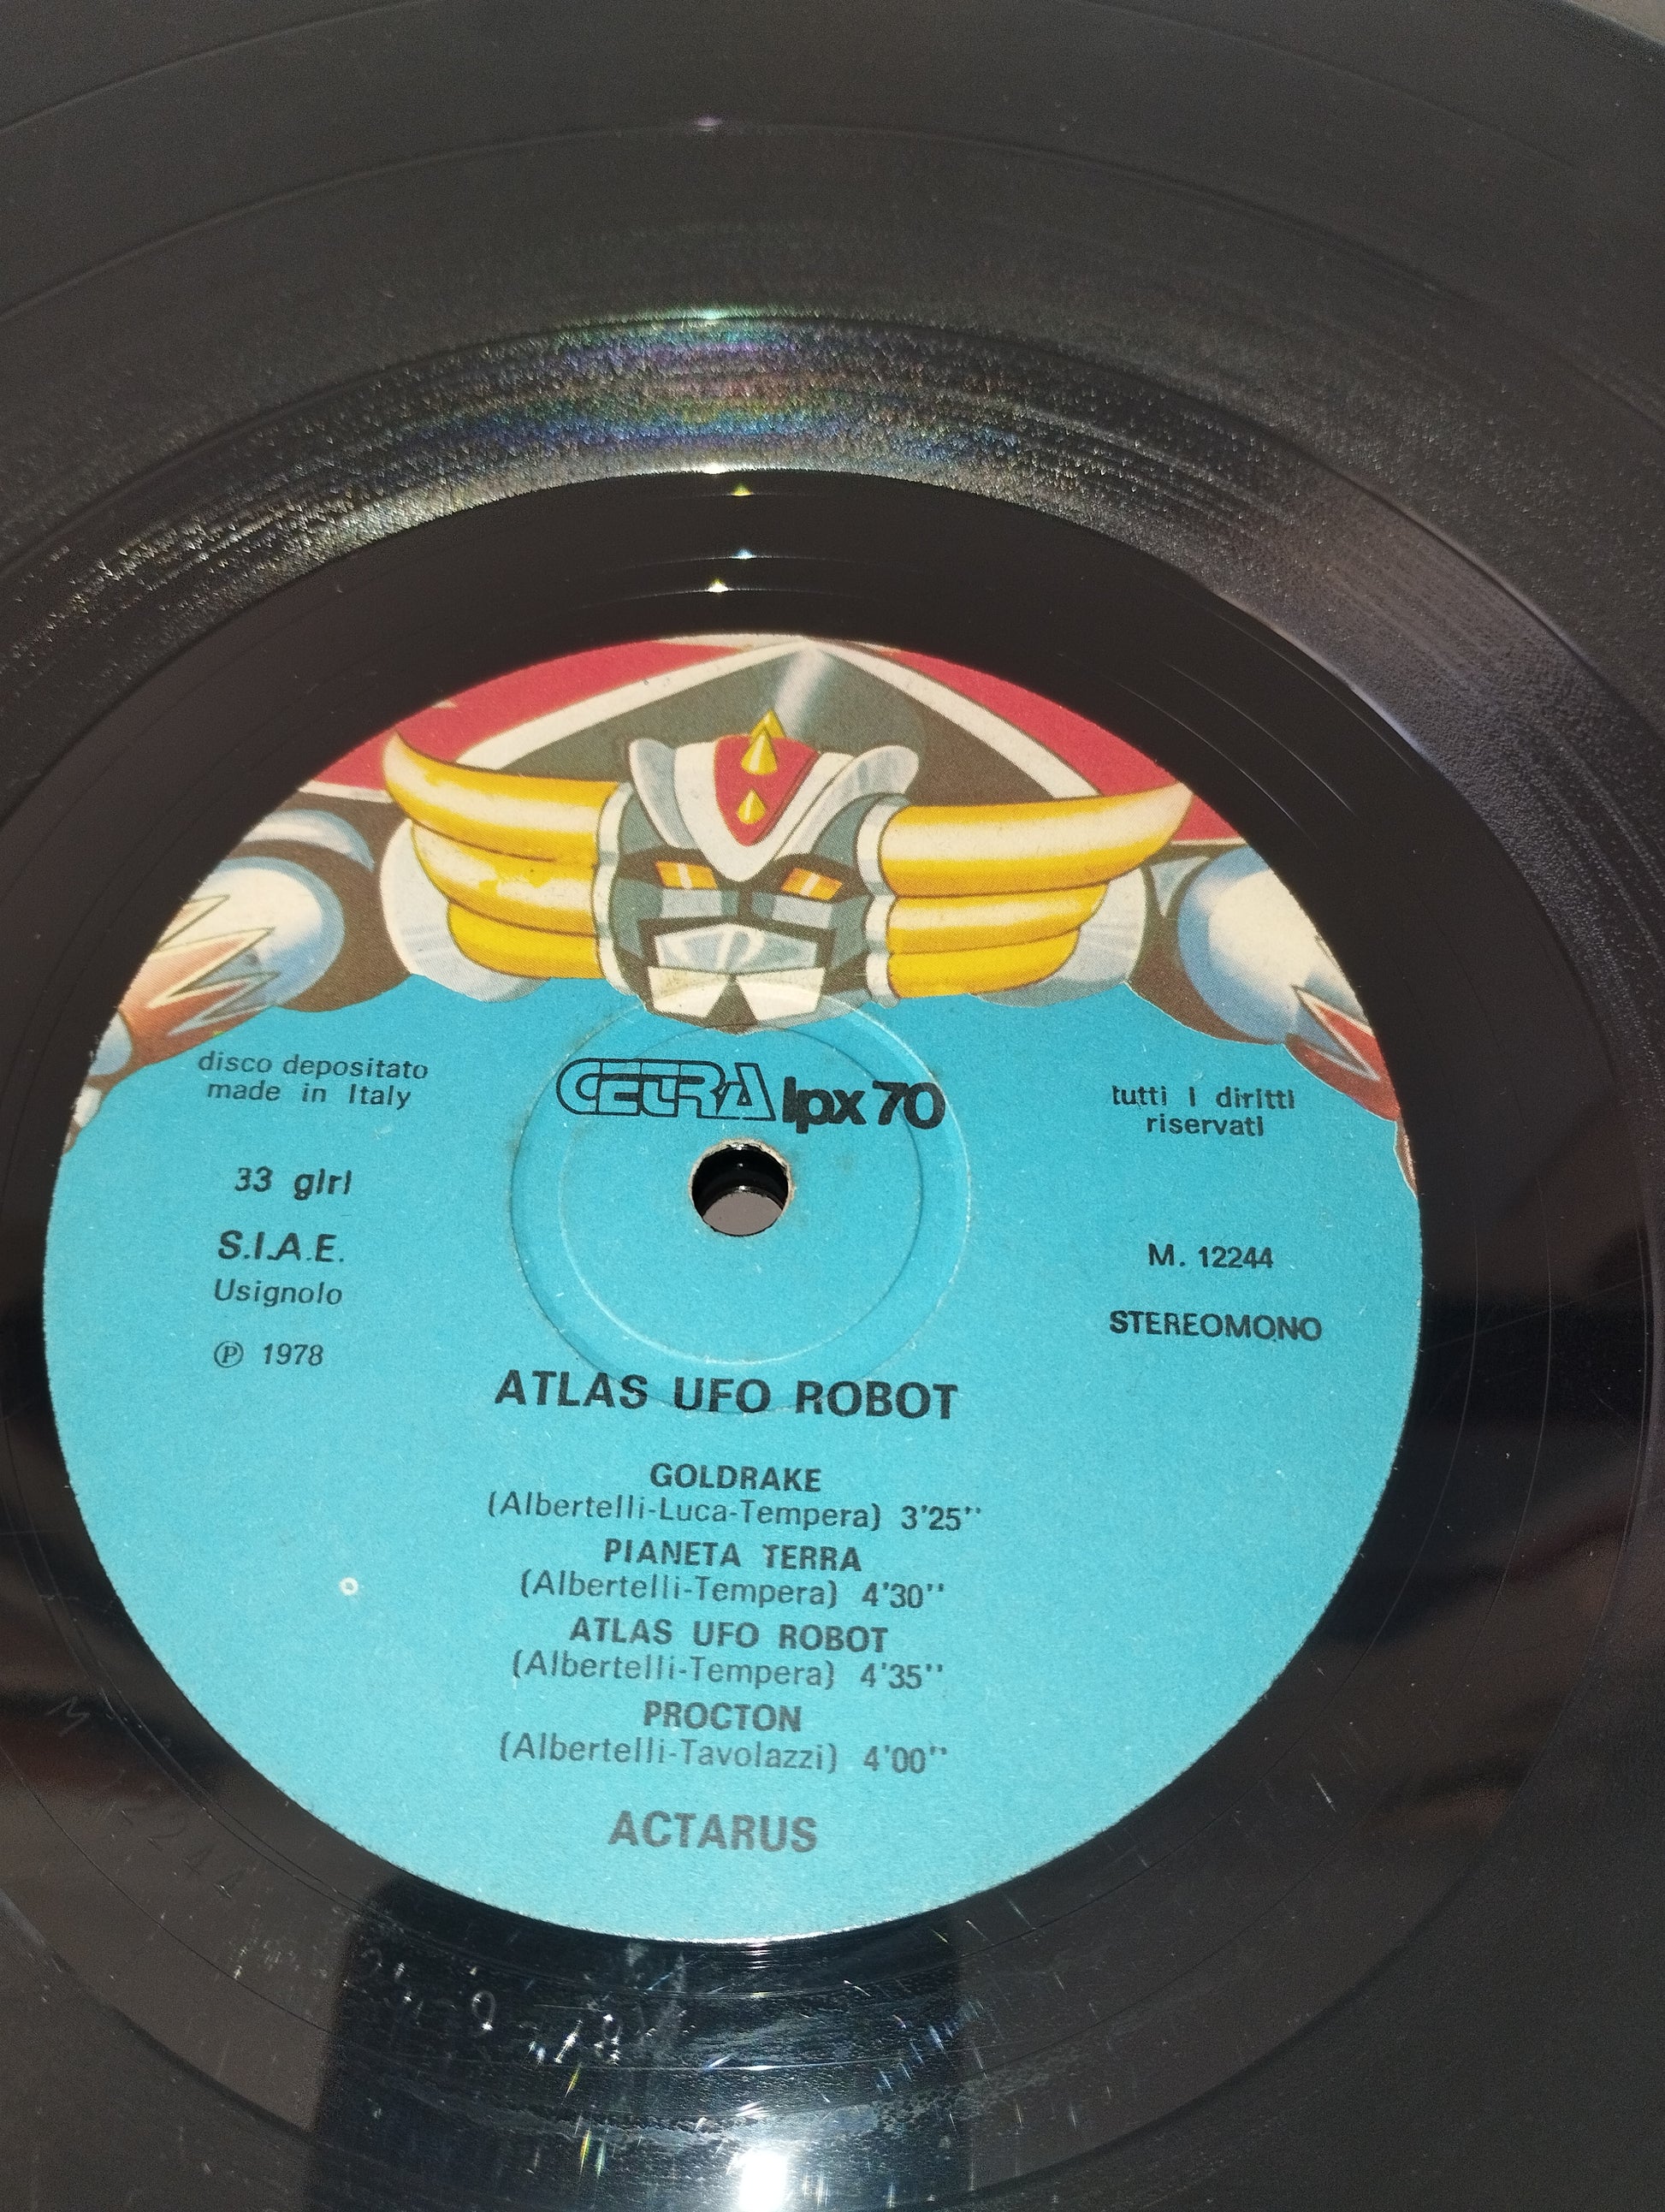 disco depositato
made in Italy
CETRA lpx 70
tutti i diritti
riservati
33 giri
S.I.A.E.
Usignolo
℗ 1978
M. 12244
STEREOMONO
ATLAS UFO ROBOT
GOLDRAKE
(Albertelli-Luca-Tempera) 3'25''
PIANETA TERRA
(Albertelli-Tempera) 4'30''
ATLAS UFO ROBOT
(Albertelli-Tempera) 4'35''
PROCTON
(Albertelli-Tavolazzi) 4'00''
ACTARUS